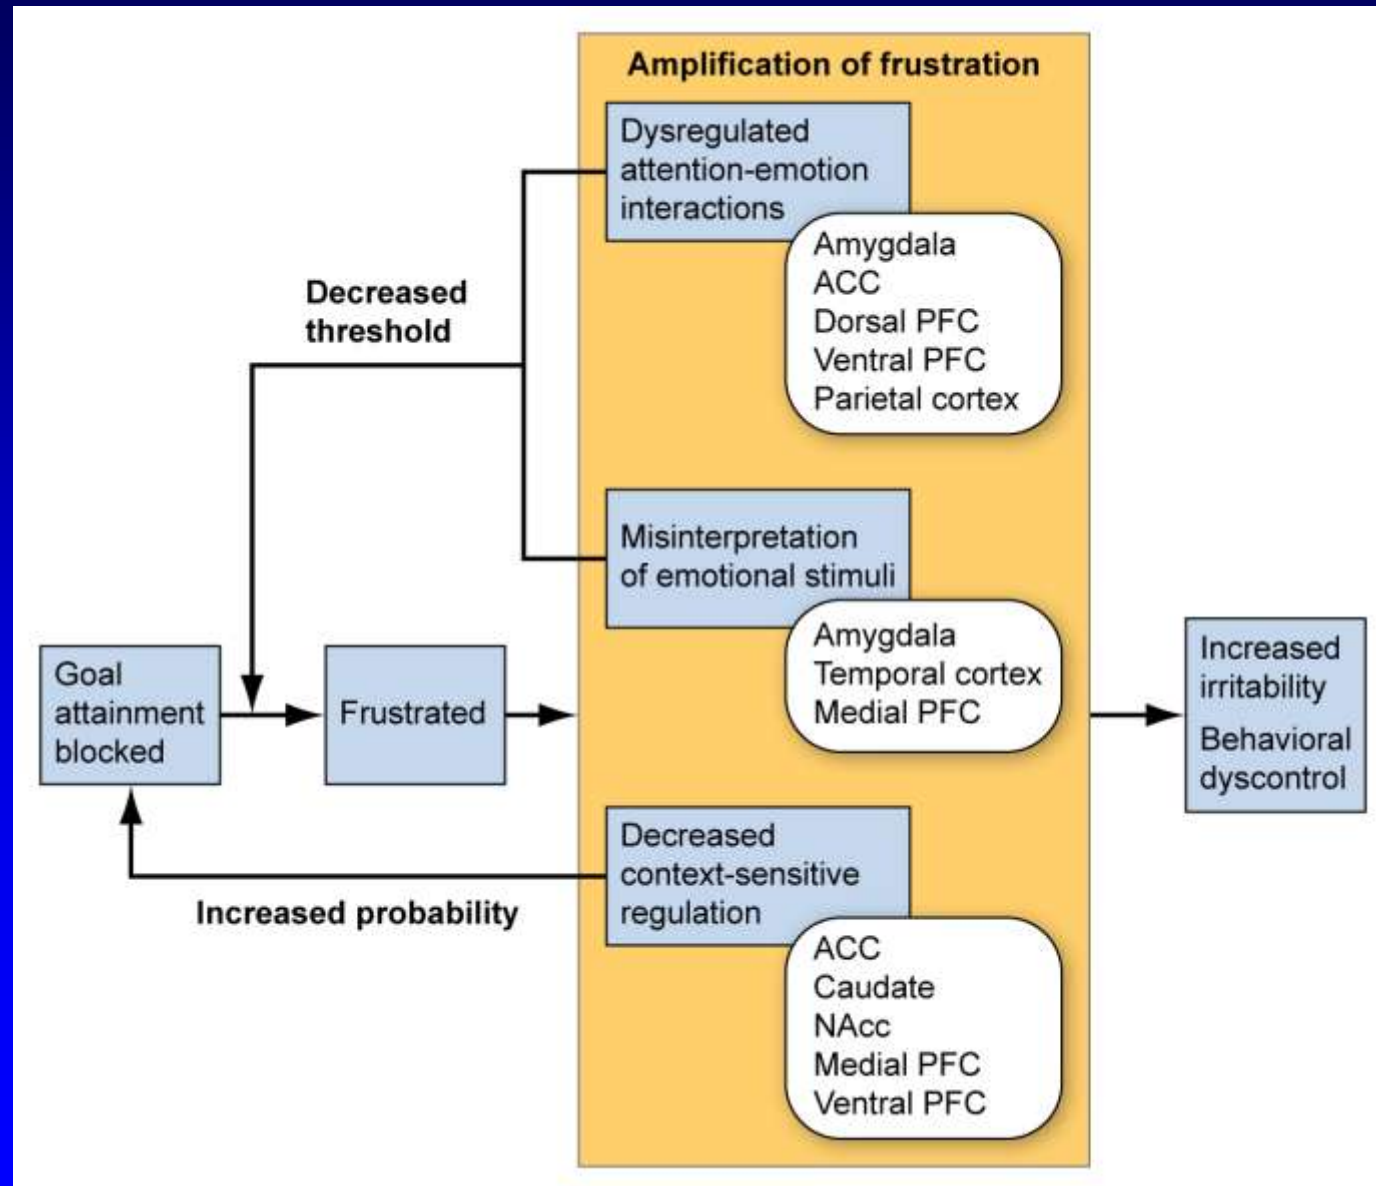 Amplification of frustration
Dysregulated
attention-emotion
interactions
Amygdala
ACC
Dorsal PFC
Ventral PFC
Parietal cortex
Decreased
threshold
Misinterpretation
of emotional stimuli
Amygdala
Temporal cortex
Medial PFC
Goal
attainment
blocked
Frustrated
Increased
irritability
Behavioral
dyscontrol
Decreased
context-sensitive
regulation
Increased probability
ACC
Caudate
NAcc
Medial PFC
Ventral PFC